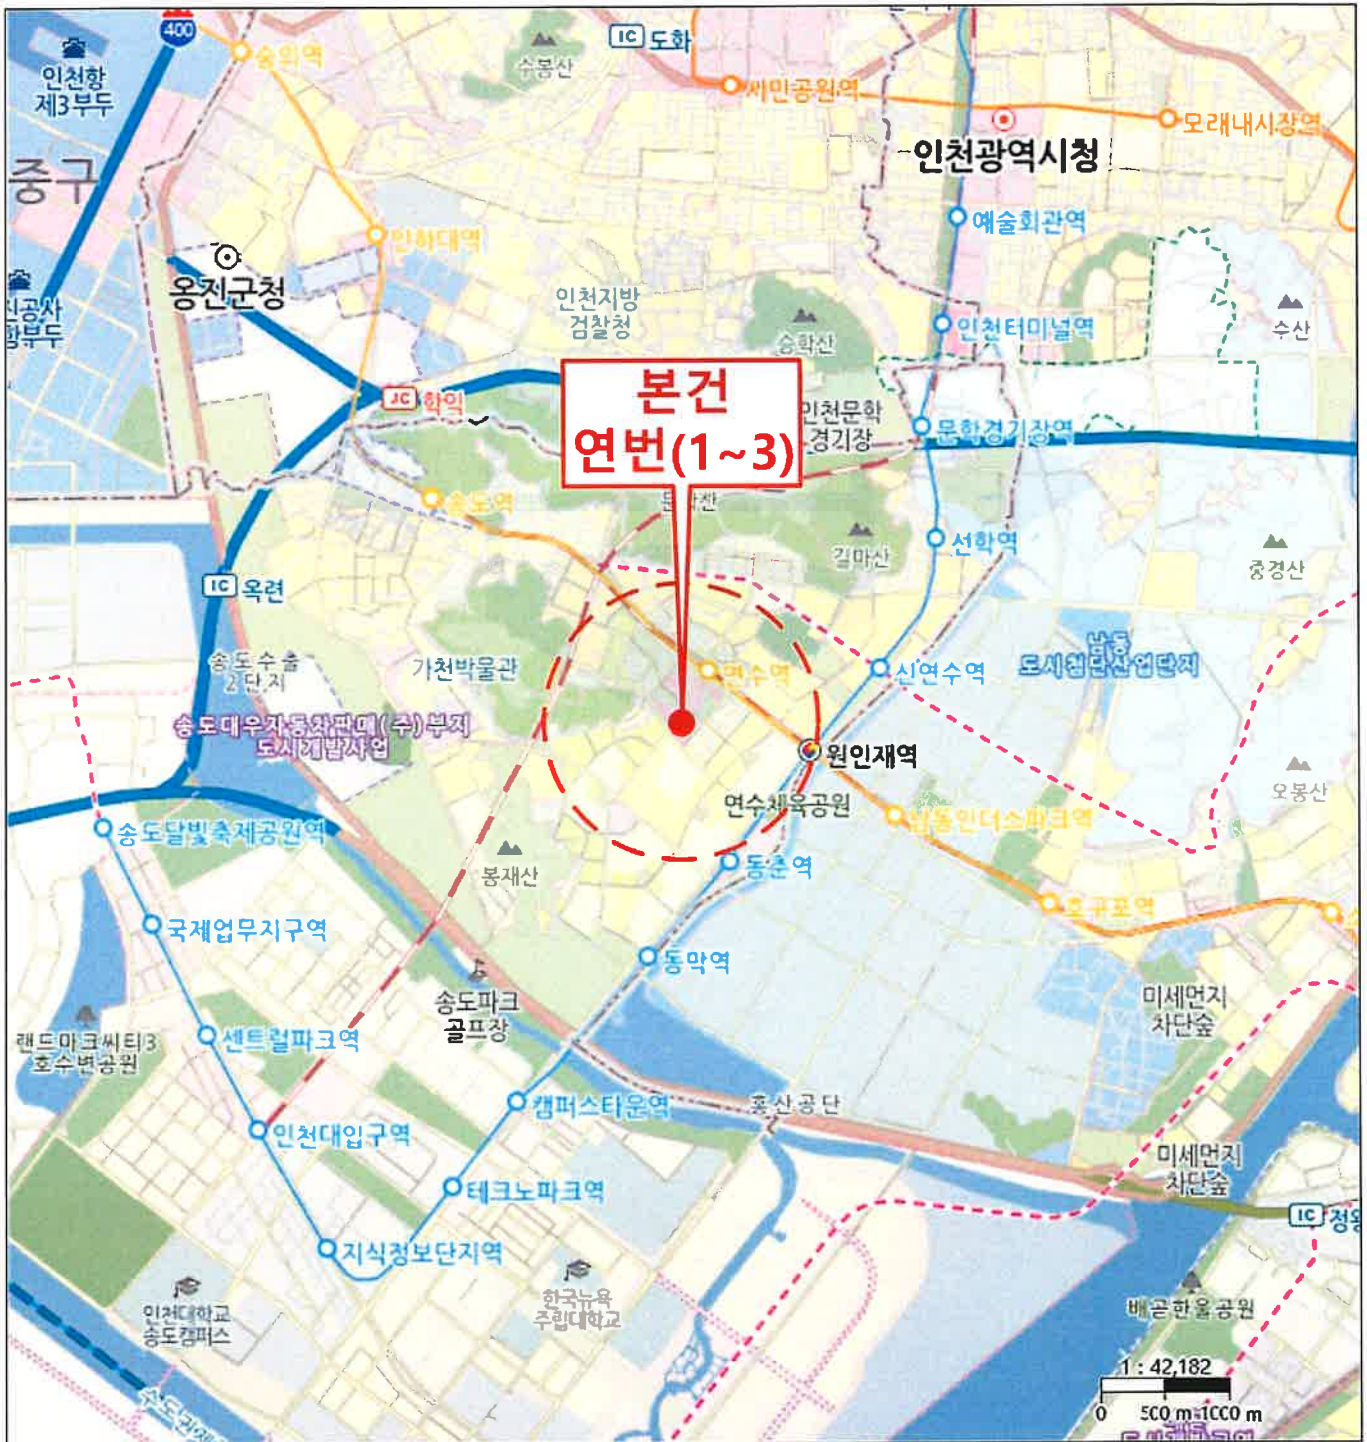 400
숭의역
인천항
제3부두
수봉산
IC 도화
시민공원역
모래내시장역
인천광역시청
중구
예술회관역
인하대역
옹진군청
인천지방
검찰청
승학산
인천터미널역
수산
JC 학익
본건
연번(1~3)
인천문학
경기장
문학경기장역
송도역
길마산
선학역
중경산
IC 옥련
송도수출
2단지
가천박물관
연수역
신연수역
남동
도시첨단산업단지
송도대우자동차판매(주)부지
도시개발사업
원인재역
오봉산
연수체육공원
남동인더스파크역
송도달빛축제공원역
동춘역
봉재산
호구포역
국제업무지구역
동막역
송도파크
골프장
미세먼지
차단숲
랜드마크씨티3
호수변공원
센트럴파크역
캠퍼스타운역
인천대입구역
미세먼지
차단숲
테크노파크역
IC 정왕
지식정보단지역
한국뉴욕
주립대학교
인천대학교
송도캠퍼스
배곧한울공원
1 : 42,182
0 500 m 1000 m